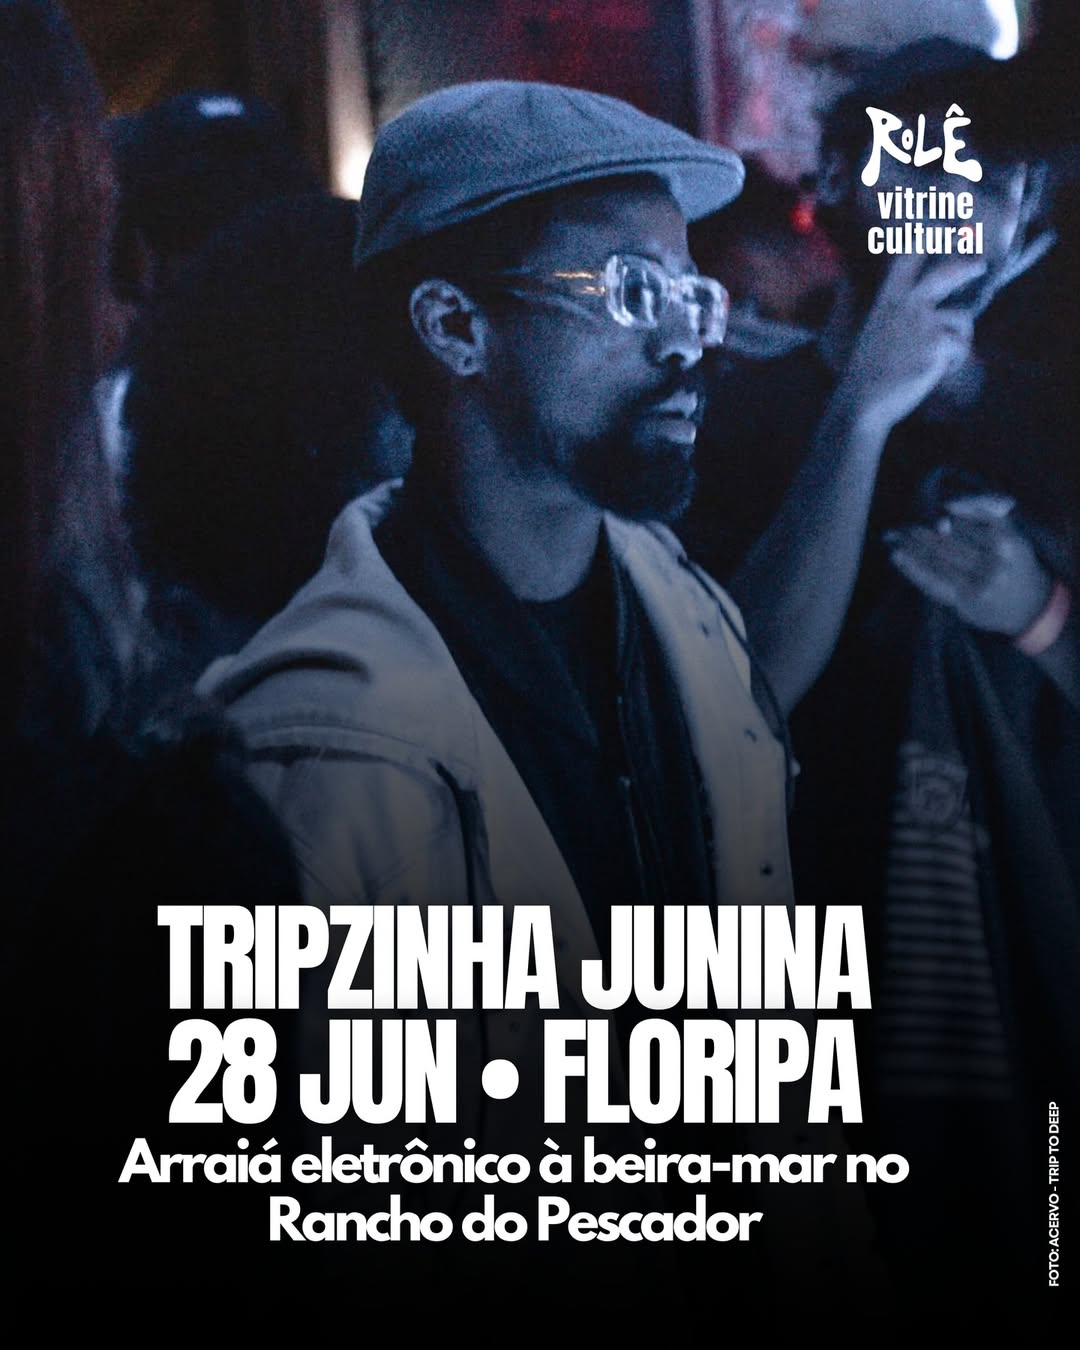 ROLÊ
vitrine
cultural
TRIPZINHA JUNINA
28 JUN • FLORIPA
Arraiá eletrônico à beira-mar no
Rancho do Pescador
FOTO: ACERVO - TRIP TO DEEP